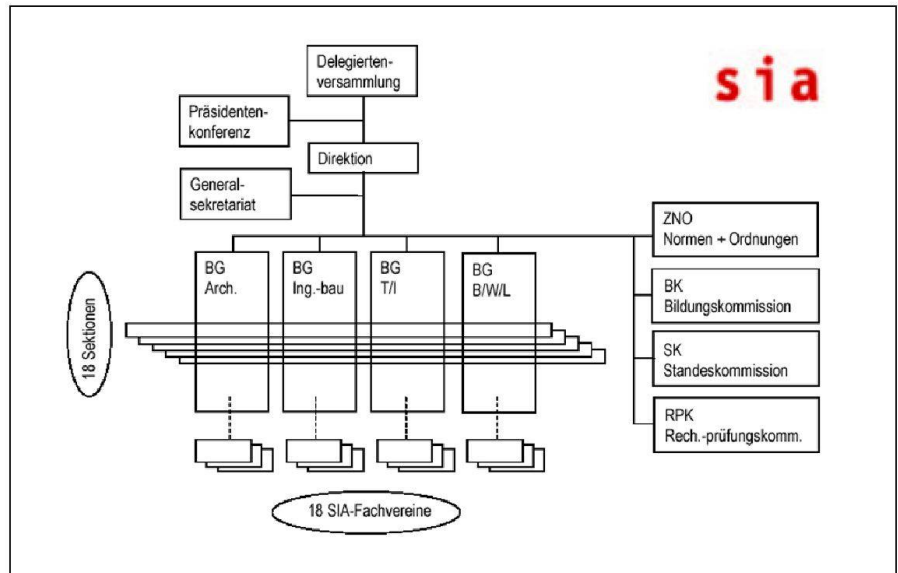 Delegierten-
versammlung
sia
Präsidenten-
konferenz
Direktion
General-
sekretariat
ZNO
Normen + Ordnungen
BG
Arch.
BG
Ing.-bau
BG
T/I
BG
B/W/L
BK
Bildungskommission
18 Sektionen
SK
Standeskommission
RPK
Rech.-prüfungskomm.
18 SIA-Fachvereine